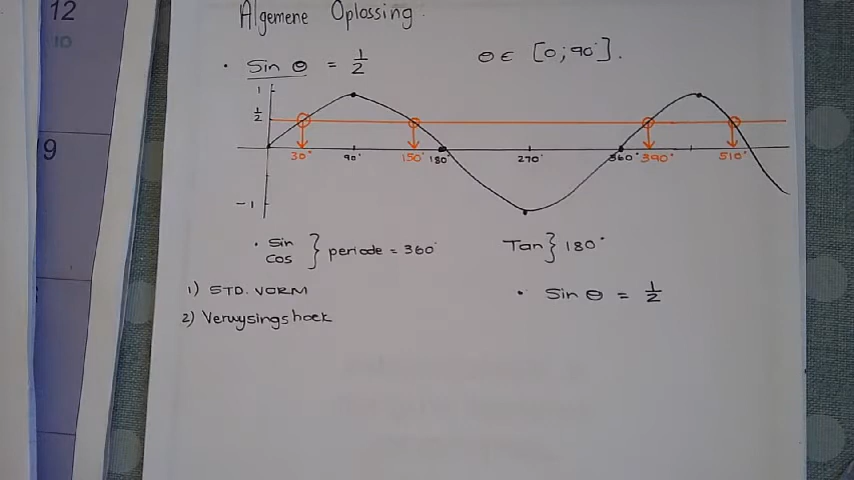 12
10
9
Algemene Oplossing.
• Sin θ = 1/2
θ ∈ [0;90°].
1
1/2
30° 90° 150° 180° 270° 360° 390° 510°
-1
• Sin
Cos } periode = 360°
Tan } 180°
1) STD. VORM
• Sin θ = 1/2
2) Verwysingshoek